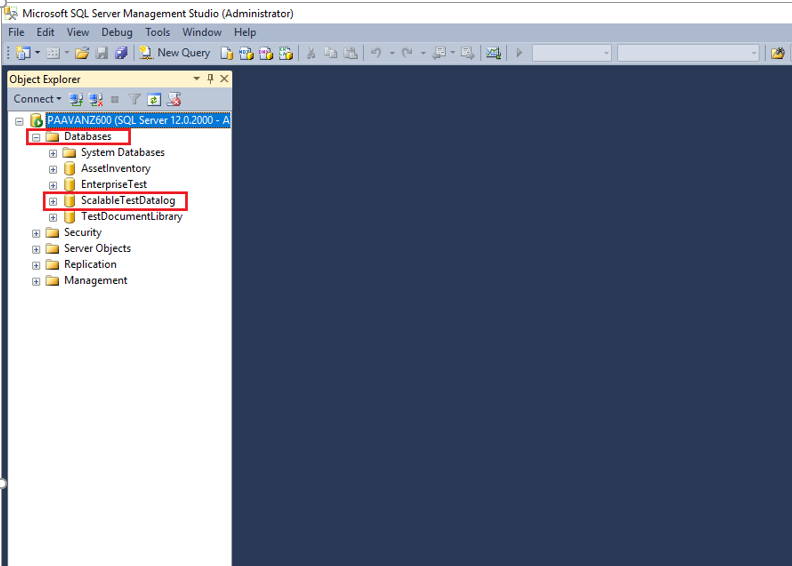 Microsoft SQL Server Management Studio (Administrator)
File Edit View Debug Tools Window Help
New Query
Object Explorer
Connect
PAAVANZ600 (SQL Server 12.0.2000 - A
Databases
System Databases
AssetInventory
EnterpriseTest
ScalableTestDatalog
TestDocumentLibrary
Security
Server Objects
Replication
Management